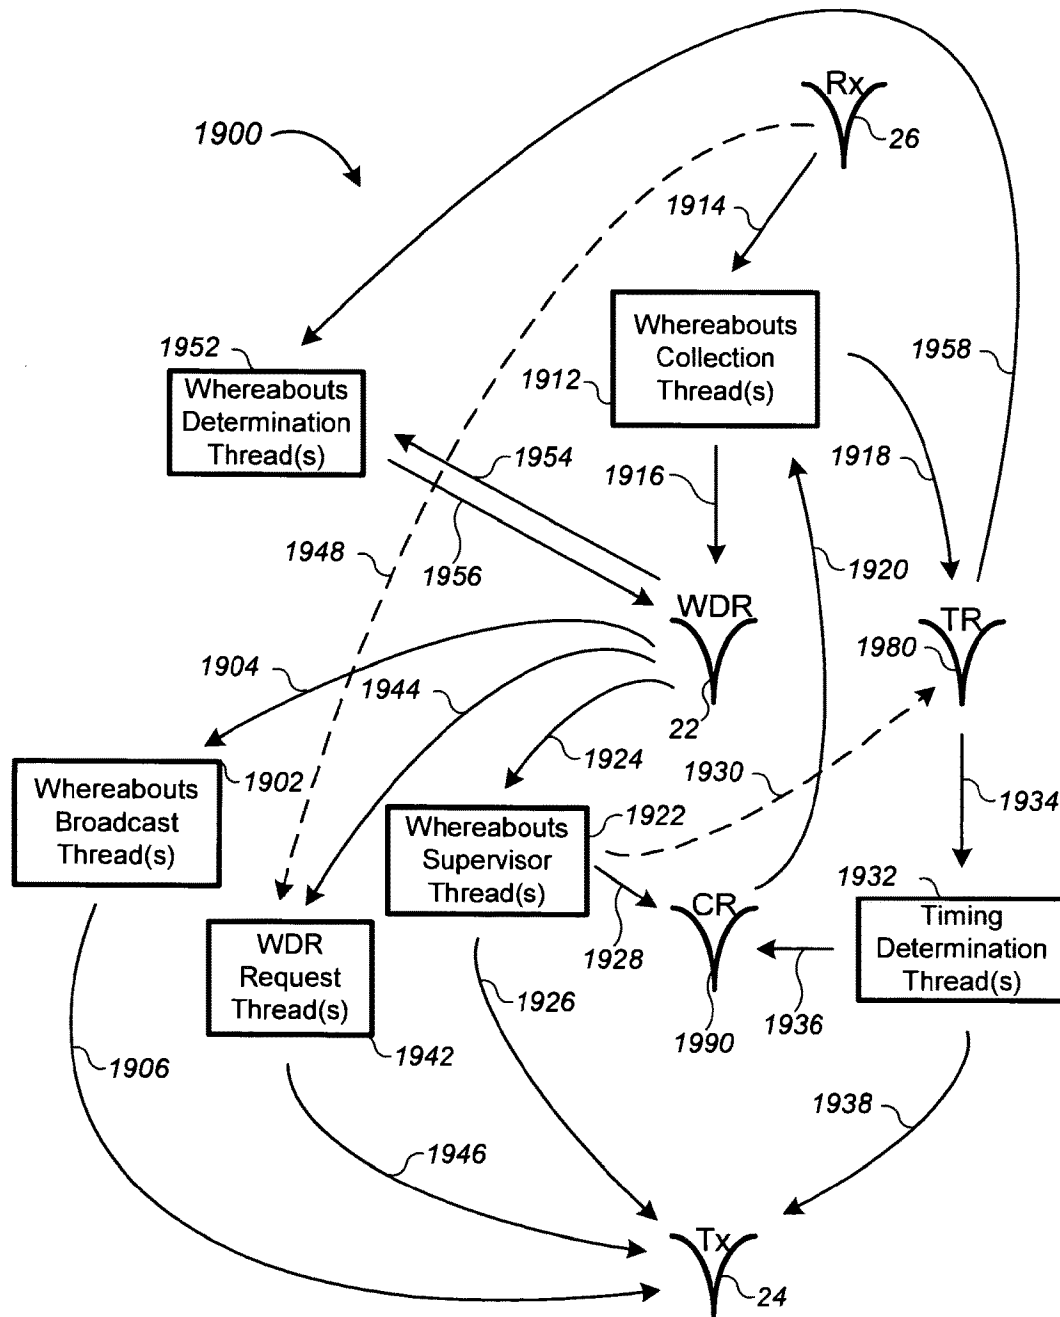 Rx
1900
26
1914
1952
Whereabouts
Determination
Thread(s)
Whereabouts
Collection
Thread(s)
1912
1958
1954
1916
1918
1948
1956
1920
WDR
TR
1904
1944
1980
22
1924
1930
1934
1902
Whereabouts
Broadcast
Thread(s)
1922
Whereabouts
Supervisor
Thread(s)
1932
CR
Timing
Determination
Thread(s)
WDR
Request
Thread(s)
1928
1926
1936
1990
1942
1906
1938
1946
Tx
24